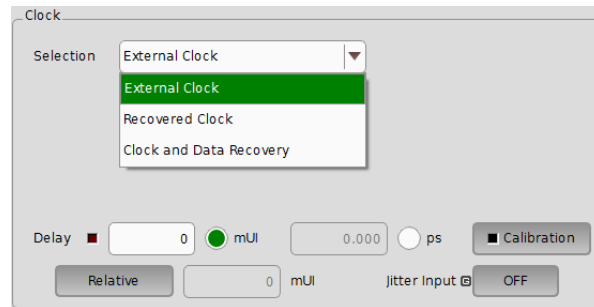 Clock
Selection External Clock
External Clock
Recovered Clock
Clock and Data Recovery
Delay 0 mUI 0.000 ps Calibration
Relative 0 mUI Jitter Input G OFF